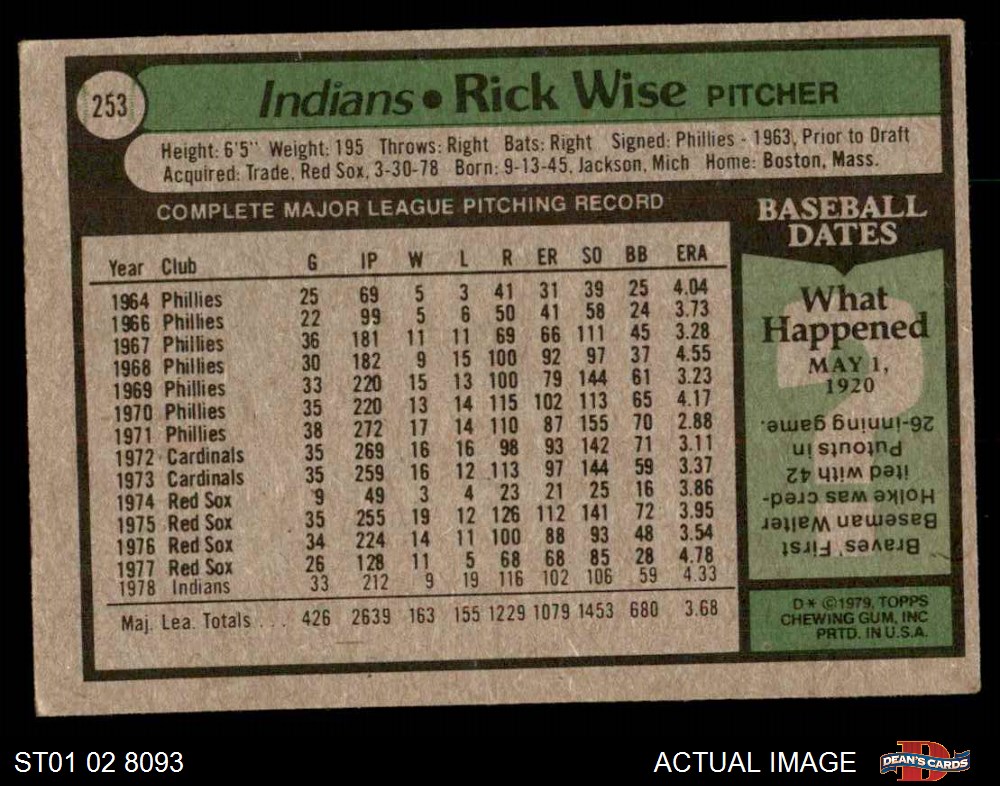 253
Indians • Rick Wise PITCHER
Height: 6'5" Weight: 195 Throws: Right Bats: Right Signed: Phillies - 1963, Prior to Draft
Acquired: Trade, Red Sox, 3-30-78 Born: 9-13-45, Jackson, Mich Home: Boston, Mass.
COMPLETE MAJOR LEAGUE PITCHING RECORD
Year Club G IP W L R ER SO BB ERA
1964 Phillies 25 69 5 3 41 31 39 25 4.04
1966 Phillies 22 99 5 6 50 41 58 24 3.73
1967 Phillies 36 181 11 11 69 66 111 45 3.28
1968 Phillies 30 182 9 15 100 92 97 37 4.55
1969 Phillies 33 220 15 13 100 79 144 61 3.23
1970 Phillies 35 220 13 14 115 102 113 65 4.17
1971 Phillies 38 272 17 14 110 87 155 70 2.88
1972 Cardinals 35 269 16 16 98 93 142 71 3.11
1973 Cardinals 35 259 16 12 113 97 144 59 3.37
1974 Red Sox 9 49 3 4 23 21 25 16 3.86
1975 Red Sox 35 255 19 12 126 112 141 72 3.95
1976 Red Sox 34 224 14 11 100 88 93 48 3.54
1977 Red Sox 26 128 11 5 68 68 85 28 4.78
1978 Indians 33 212 9 19 116 102 106 59 4.33
Maj. Lea. Totals . . . 426 2639 163 155 1229 1079 1453 680 3.68
BASEBALL
DATES
What
Happened
MAY 1,
1920
Braves' First
Baseman Walter
Holke was cred-
ited with 42
Putouts in
26-inning game.
D* ©1979, TOPPS
CHEWING GUM, INC
PRTD. IN U.S.A.
ST01 02 8093
ACTUAL IMAGE
D
DEAN'S CARDS